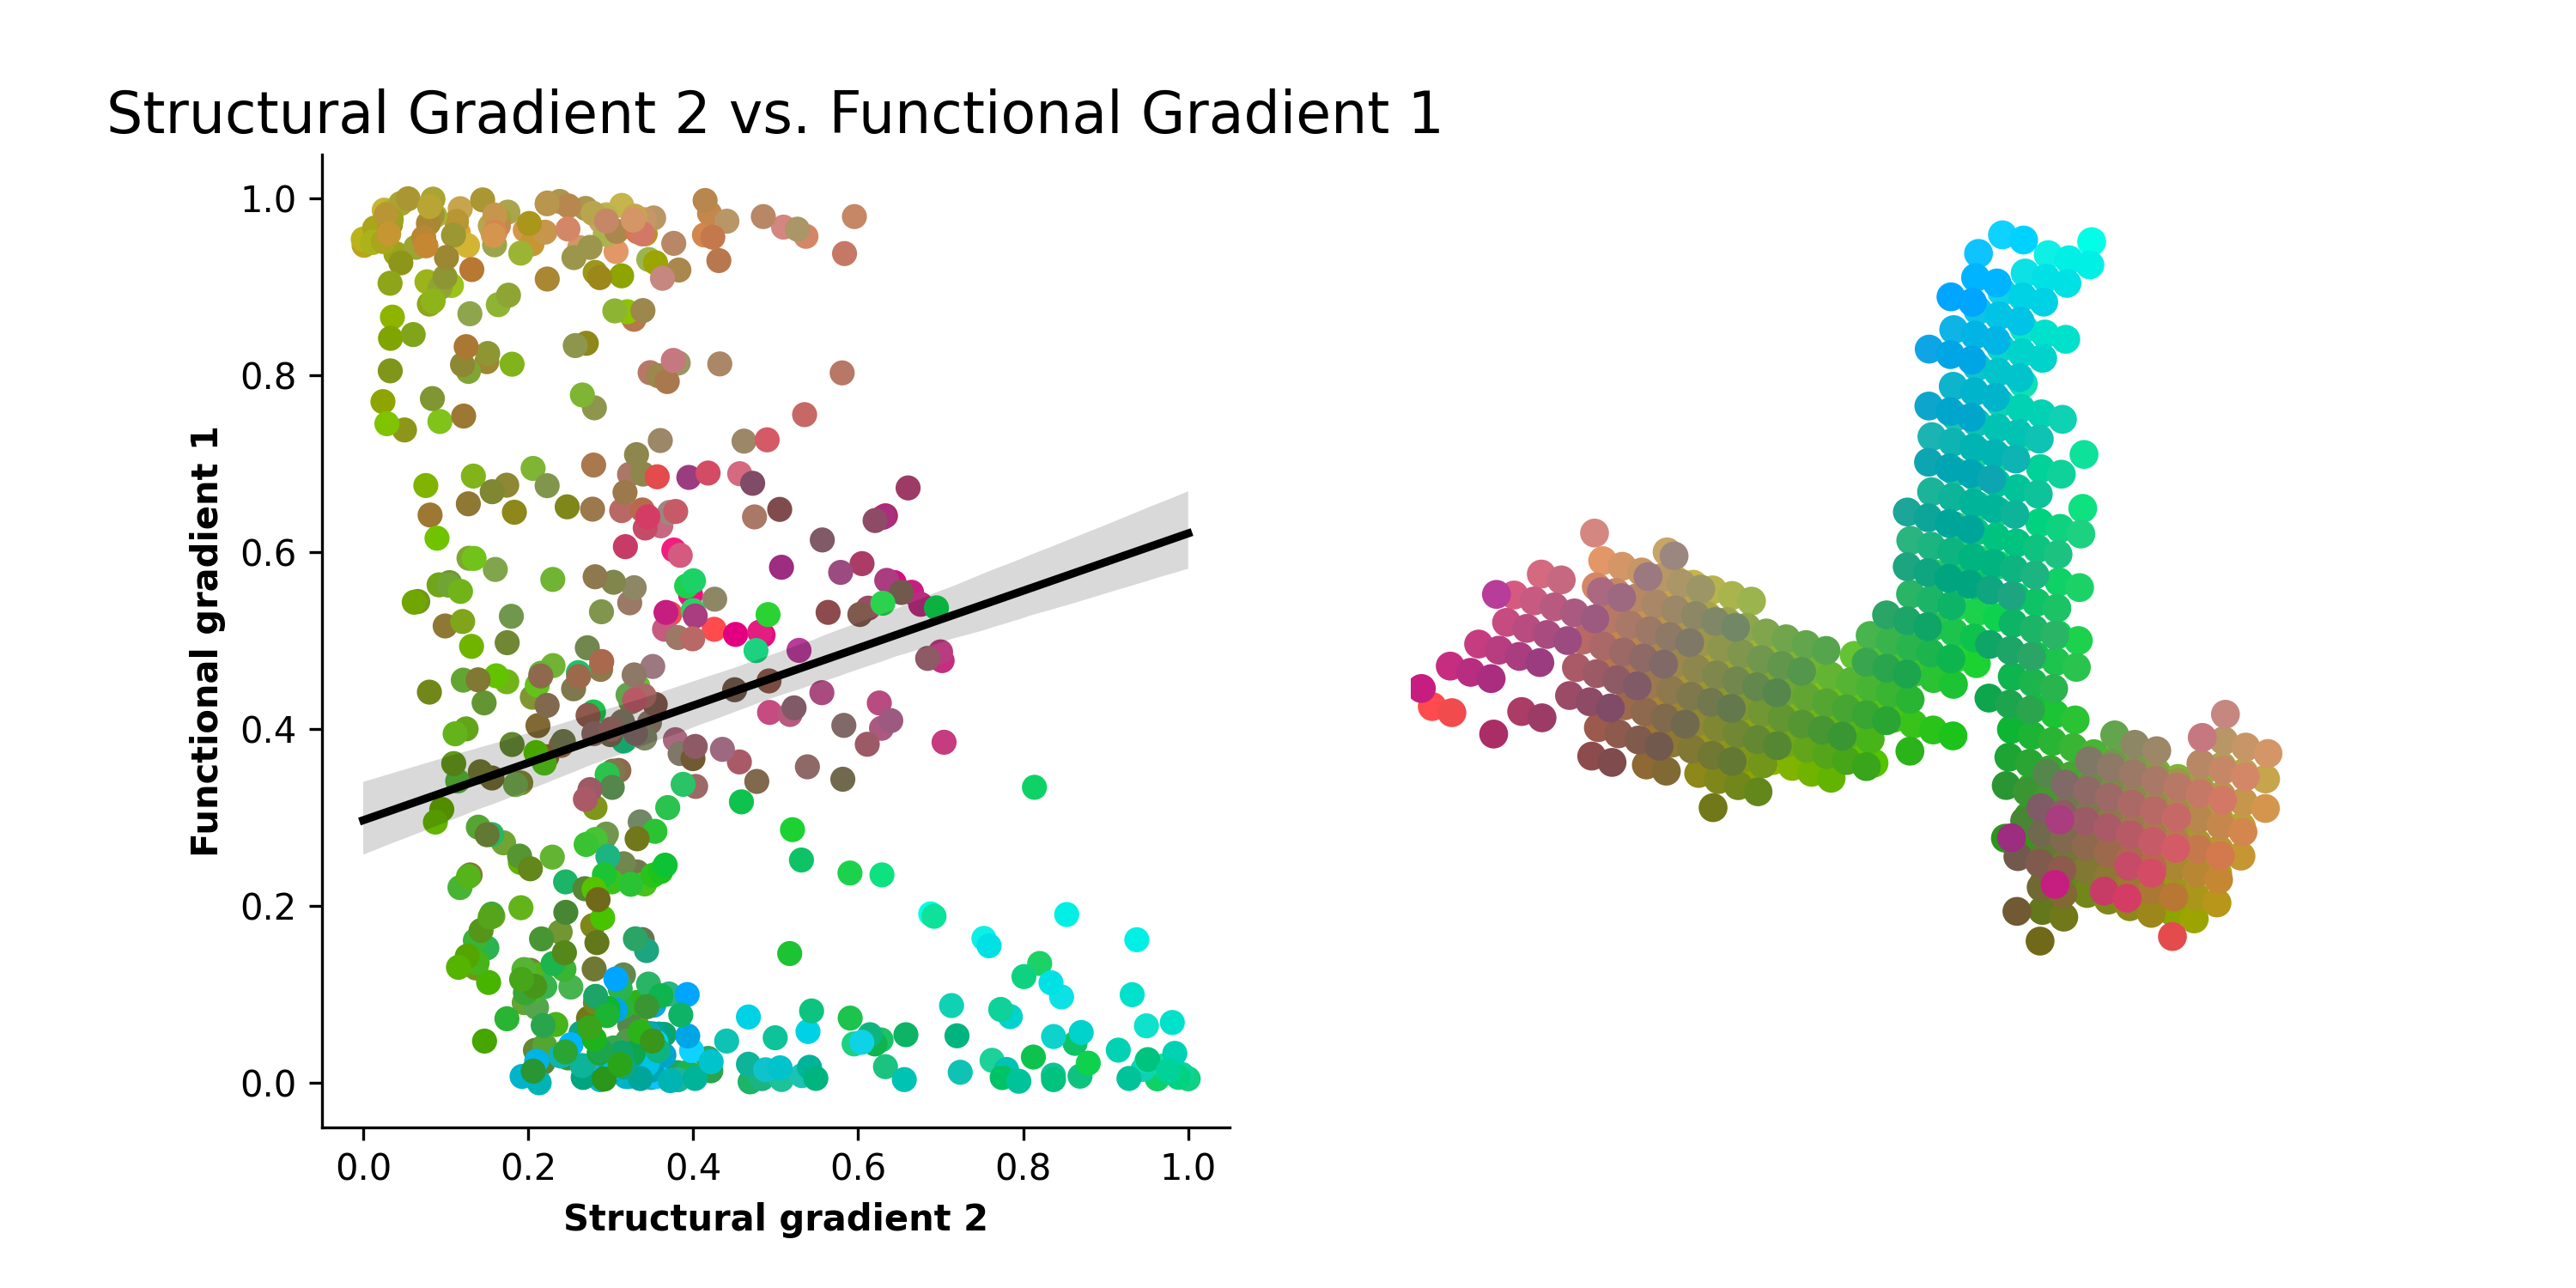 Structural Gradient 2 vs. Functional Gradient 1
1.0
0.8
0.6
0.4
0.2
0.0
Functional gradient 1
0.0 0.2 0.4 0.6 0.8 1.0
Structural gradient 2